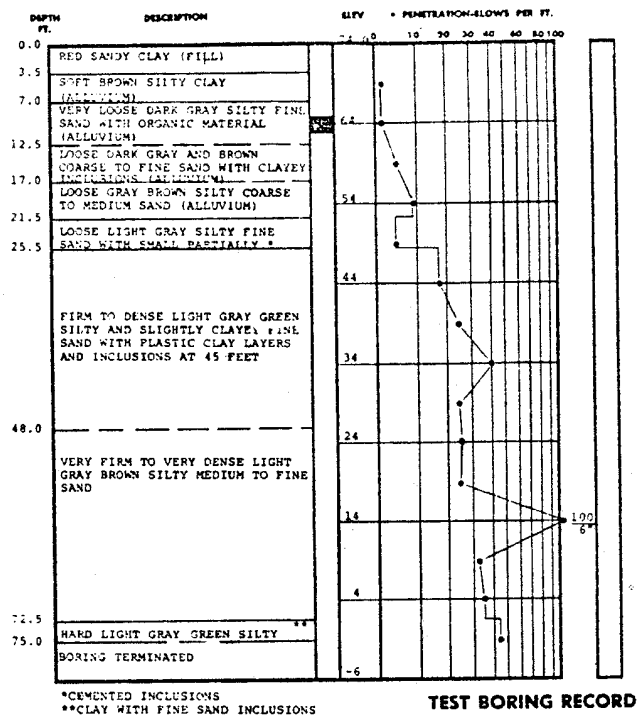 DEPTH FT. DESCRIPTION ELEV • PENETRATION-BLOWS PER FT.
0 10 20 30 40 60 80 100
0.0
RED SANDY CLAY (FILL)
3.5
SOFT BROWN SILTY CLAY
(ALLUVIUM)
7.0
VERY LOOSE DARK GRAY SILTY FINE
SAND WITH ORGANIC MATERIAL
(ALLUVIUM)
64
12.5
LOOSE DARK GRAY AND BROWN
COARSE TO FINE SAND WITH CLAYEY
INCLUSIONS (ALLUVIUM)
17.0
LOOSE GRAY BROWN SILTY COARSE
TO MEDIUM SAND (ALLUVIUM)
54
21.5
LOOSE LIGHT GRAY SILTY FINE
SAND WITH SMALL PARTIALLY *
25.5
44
FIRM TO DENSE LIGHT GRAY GREEN
SILTY AND SLIGHTLY CLAYEY FINE
SAND WITH PLASTIC CLAY LAYERS
AND INCLUSIONS AT 45 FEET
34
48.0
24
VERY FIRM TO VERY DENSE LIGHT
GRAY BROWN SILTY MEDIUM TO FINE
SAND
14
100
6"
4
72.5
HARD LIGHT GRAY GREEN SILTY **
75.0
BORING TERMINATED
-6
*CEMENTED INCLUSIONS
**CLAY WITH FINE SAND INCLUSIONS
TEST BORING RECORD